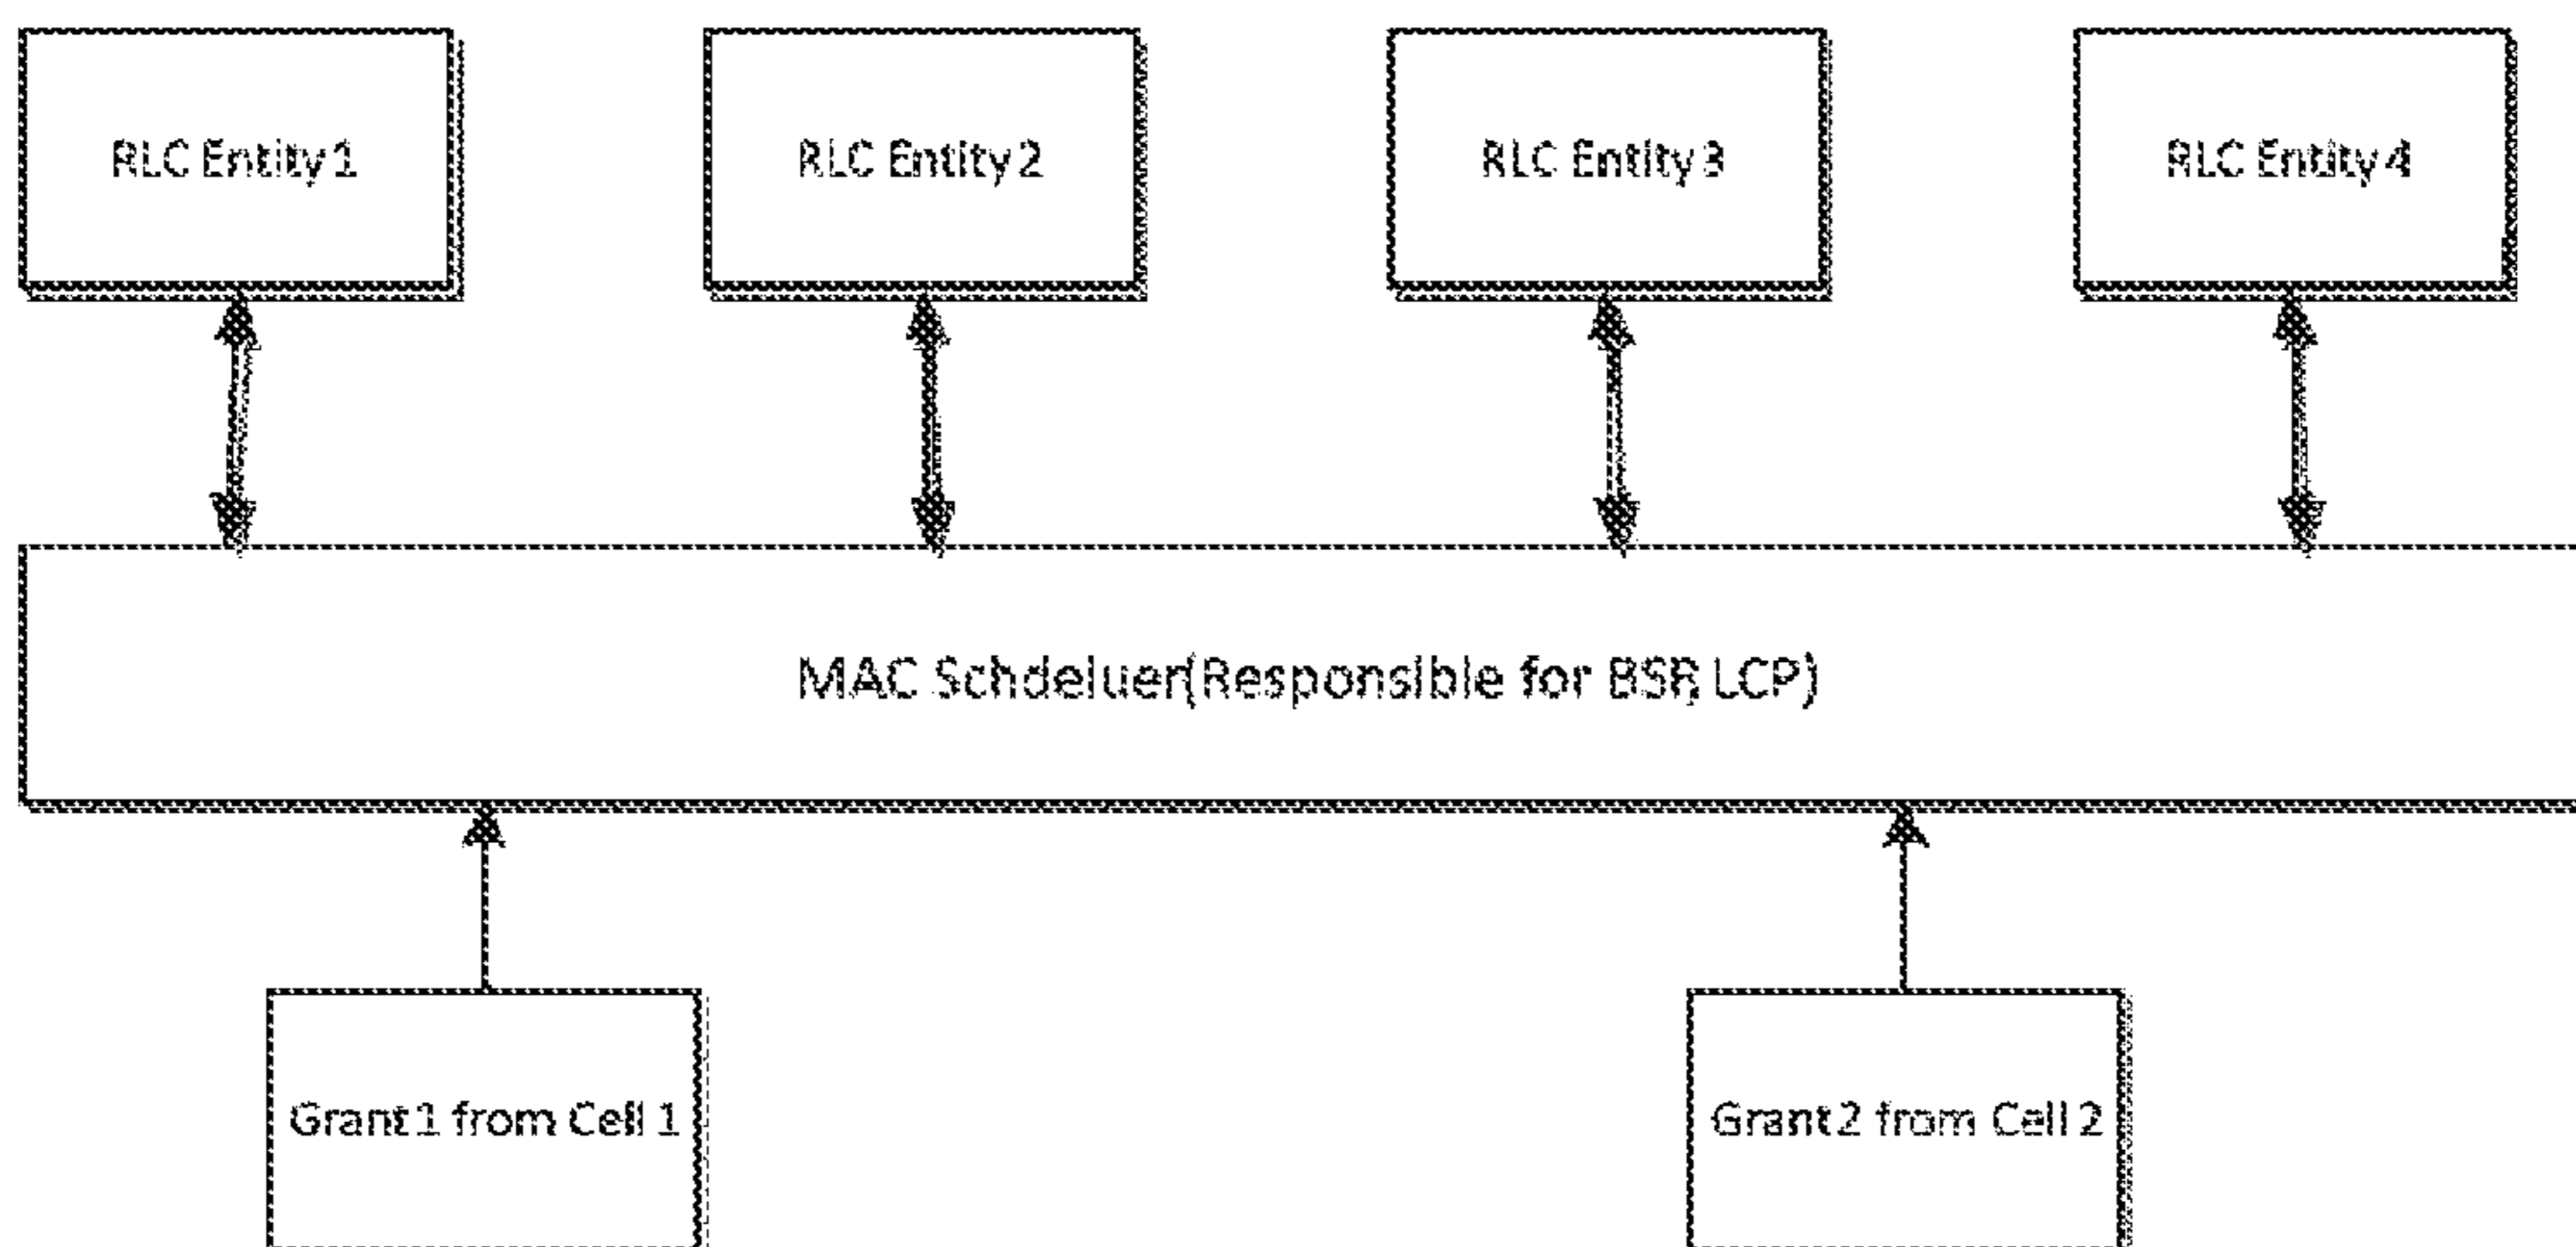 RLC Entity 1
RLC Entity 2
RLC Entity 3
RLC Entity 4
MAC Schdeluer(Responsible for BSR, LCP)
Grant 1 from Cell 1
Grant 2 from Cell 2